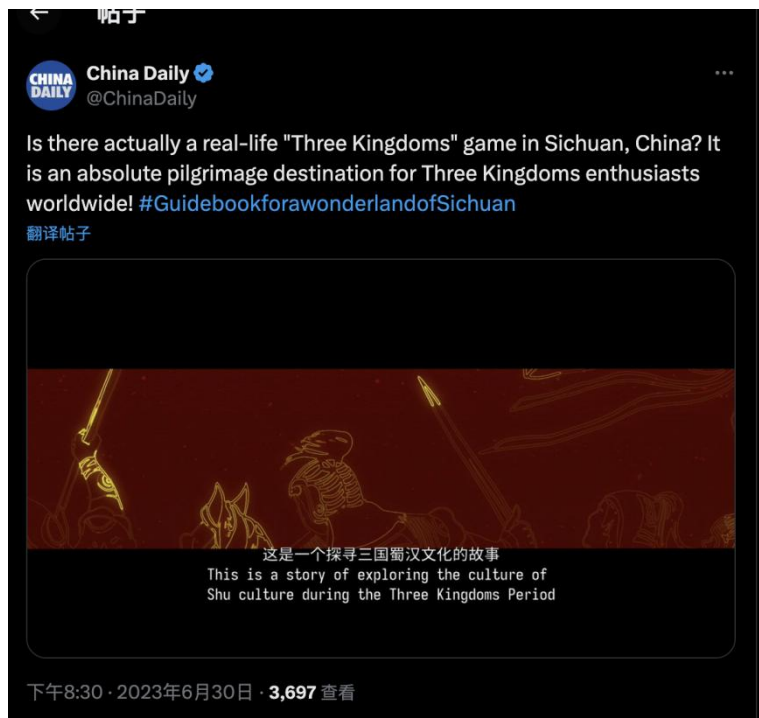 帖子
CHINA
DAILY
China Daily
@ChinaDaily
Is there actually a real-life "Three Kingdoms" game in Sichuan, China? It
is an absolute pilgrimage destination for Three Kingdoms enthusiasts
worldwide! #GuidebookforawonderlandofSichuan
翻译帖子
这是一个探寻三国蜀汉文化的故事
This is a story of exploring the culture of
Shu culture during the Three Kingdoms Period
下午8:30 · 2023年6月30日 · 3,697 查看